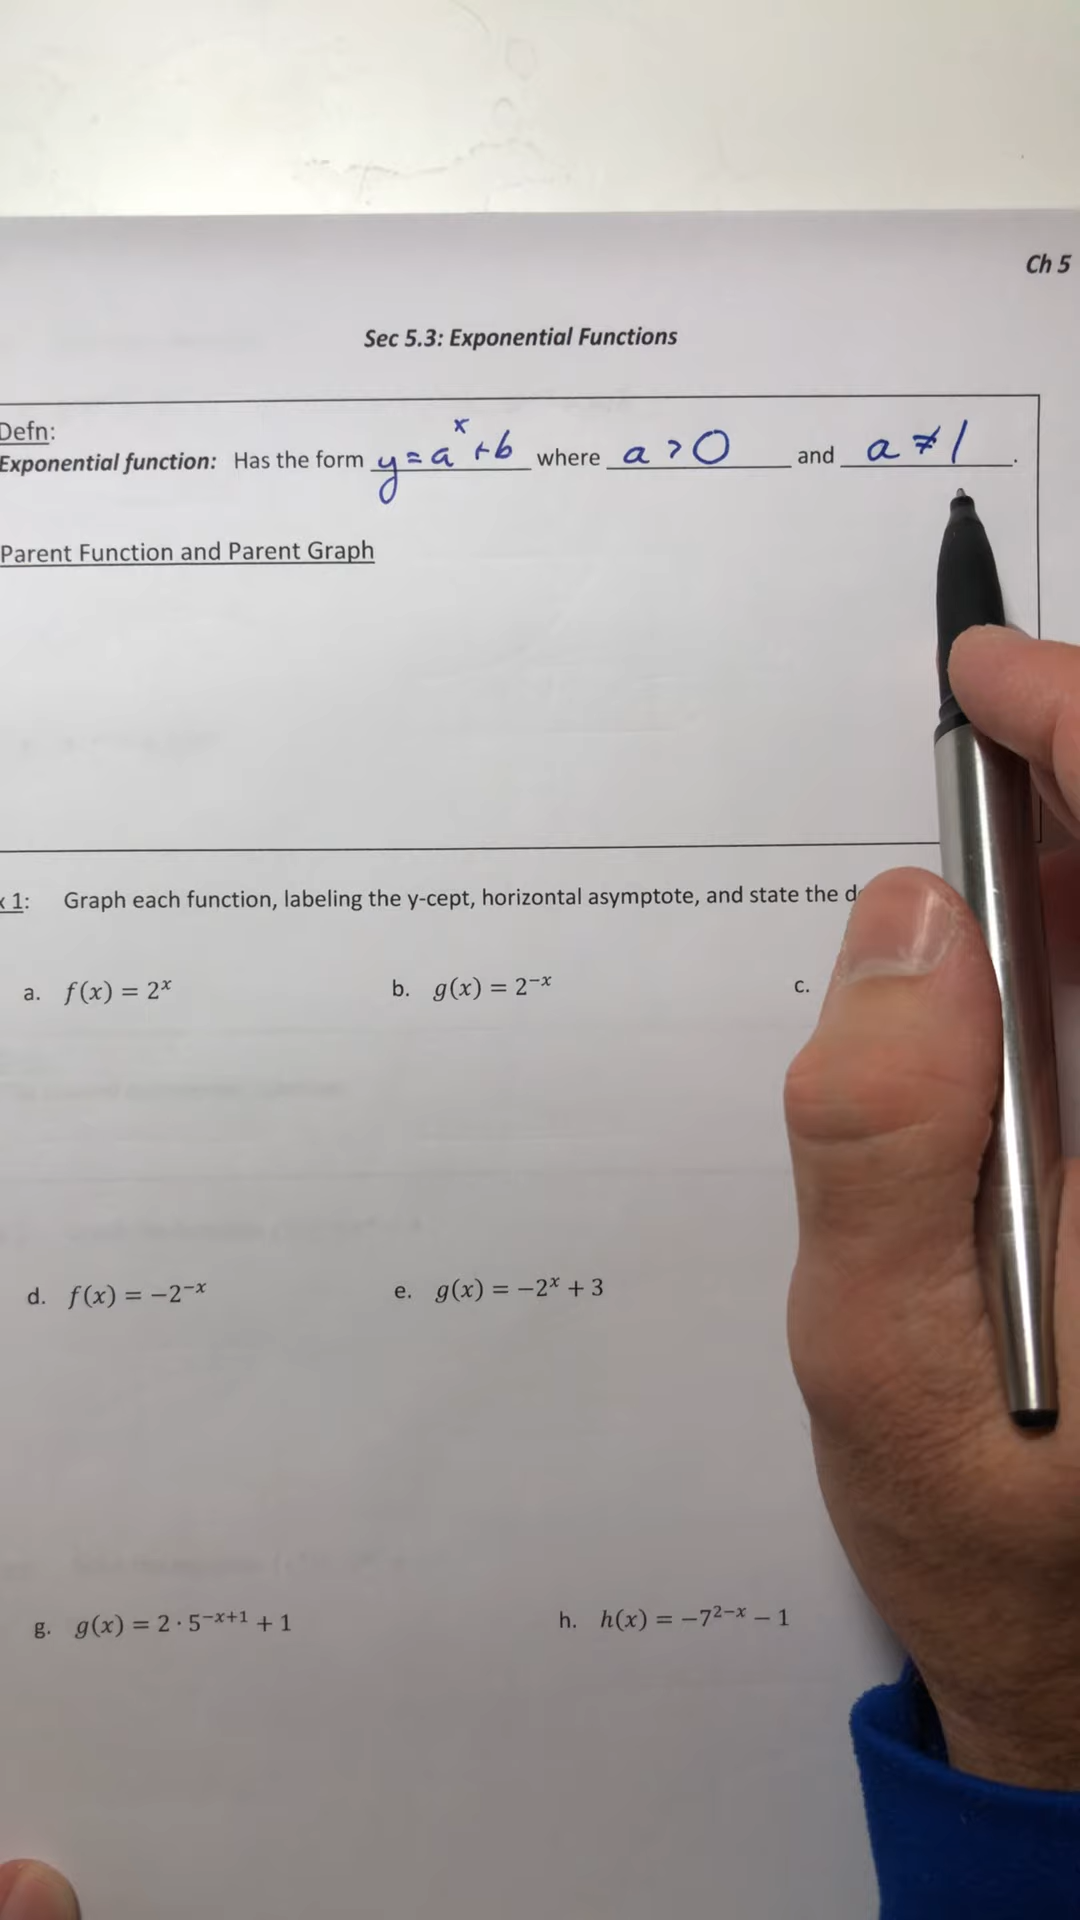 Ch 5
Sec 5.3: Exponential Functions
Defn:
Exponential function: Has the form y = a^x + b where a > 0 and a ≠ 1.
Parent Function and Parent Graph
x 1: Graph each function, labeling the y-cept, horizontal asymptote, and state the
a. f(x) = 2^x b. g(x) = 2^{−x} c.
d. f(x) = −2^{−x} e. g(x) = −2^x + 3
g. g(x) = 2 · 5^{−x+1} + 1 h. h(x) = −7^{2−x} − 1